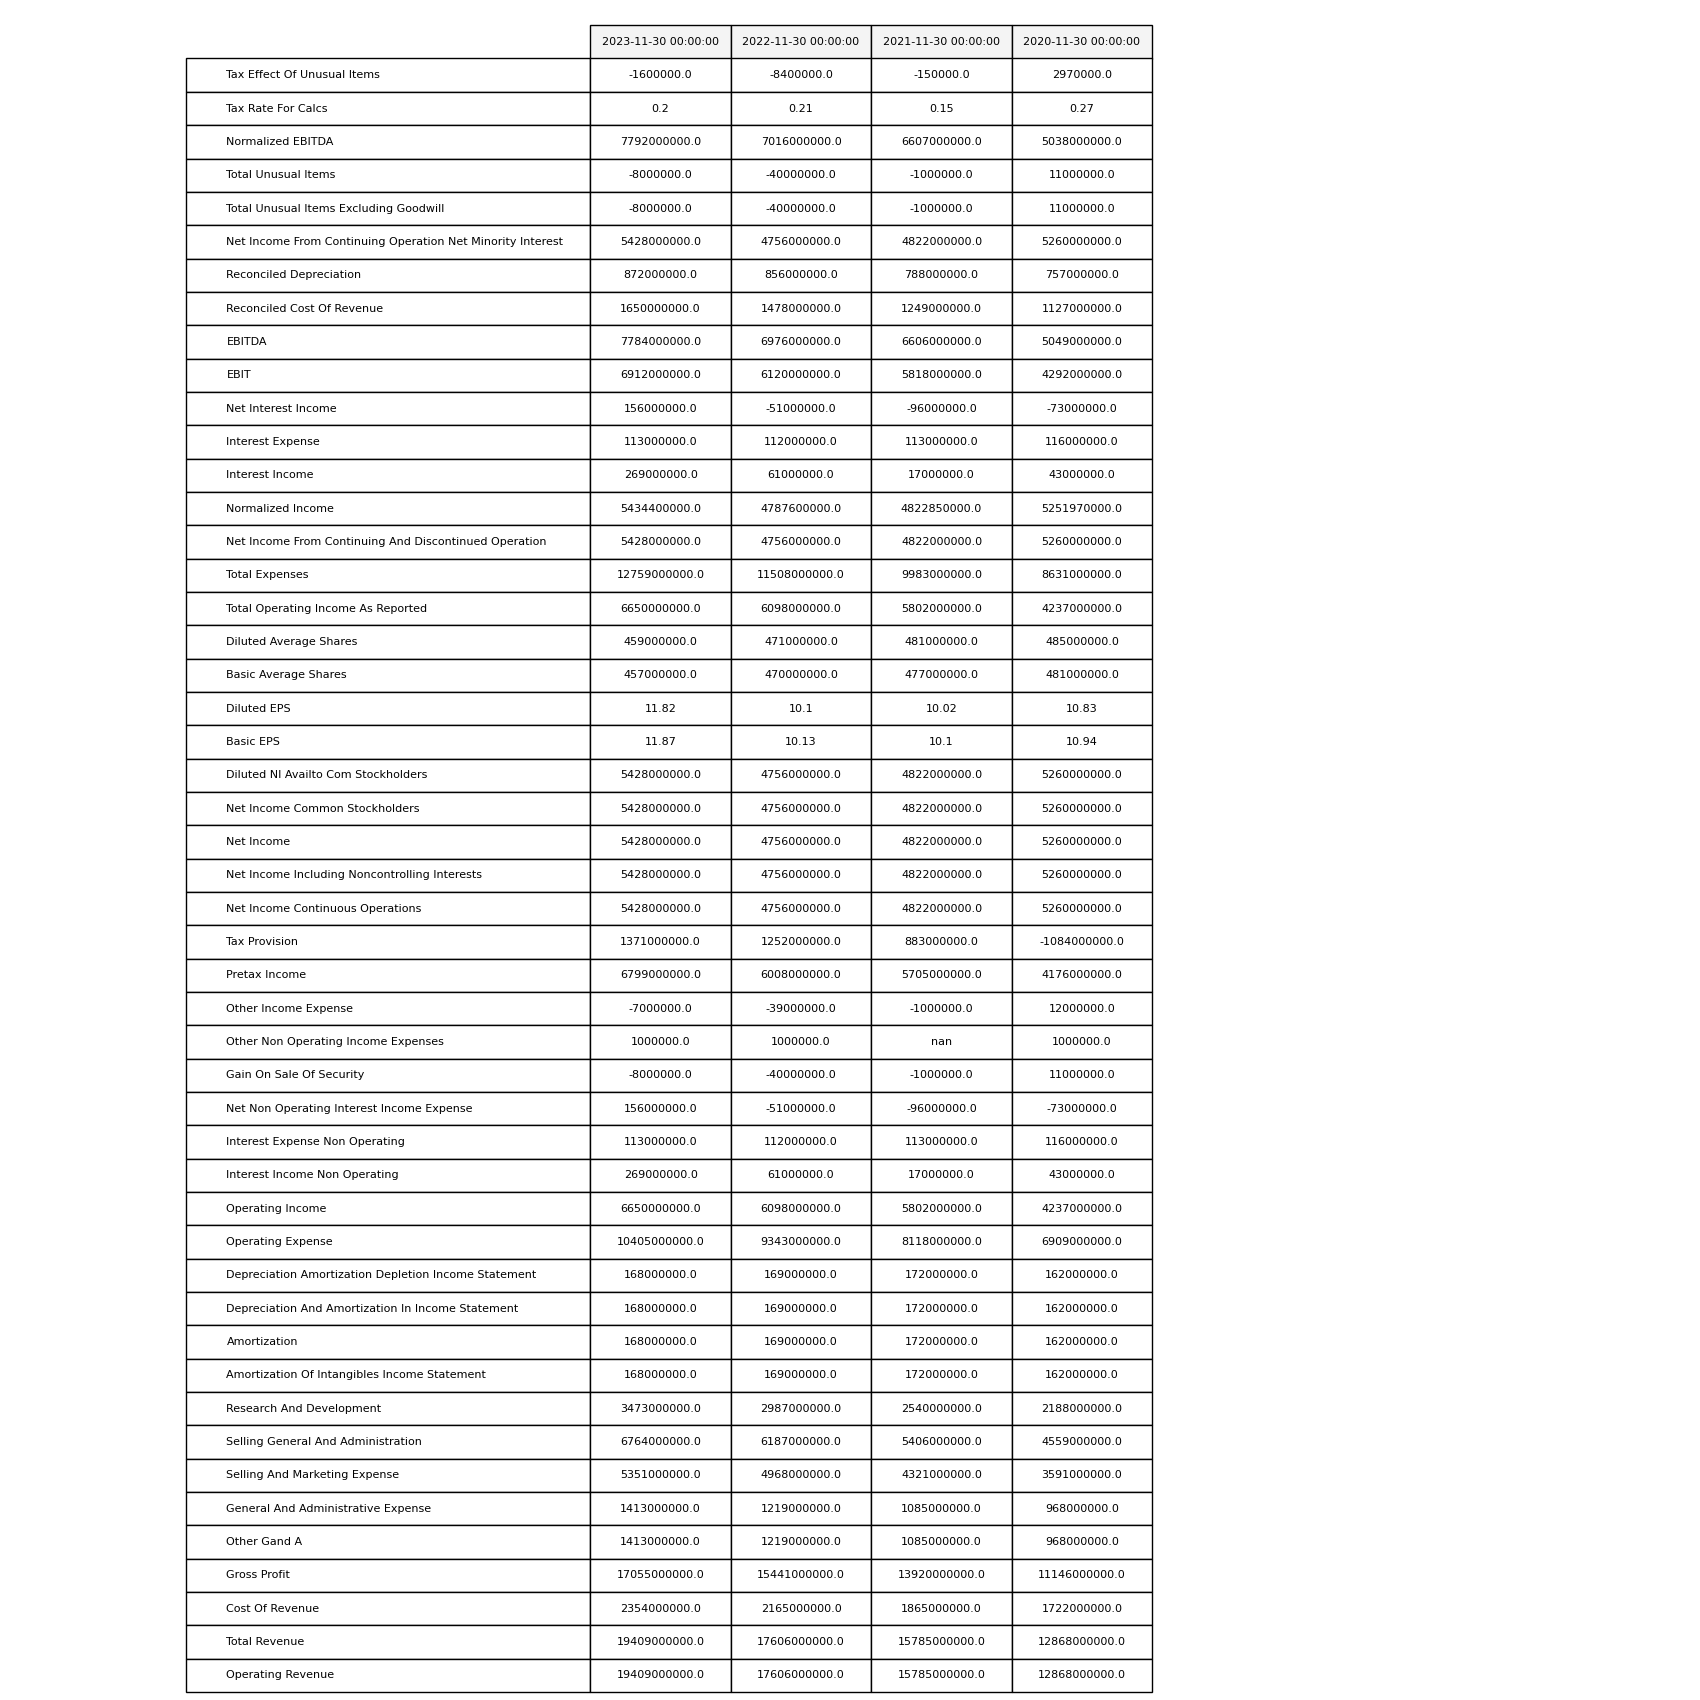 2023-11-30 00:00:00 2022-11-30 00:00:00 2021-11-30 00:00:00 2020-11-30 00:00:00
Tax Effect Of Unusual Items -1600000.0 -8400000.0 -150000.0 2970000.0
Tax Rate For Calcs 0.2 0.21 0.15 0.27
Normalized EBITDA 7792000000.0 7016000000.0 6607000000.0 5038000000.0
Total Unusual Items -8000000.0 -40000000.0 -1000000.0 11000000.0
Total Unusual Items Excluding Goodwill -8000000.0 -40000000.0 -1000000.0 11000000.0
Net Income From Continuing Operation Net Minority Interest 5428000000.0 4756000000.0 4822000000.0 5260000000.0
Reconciled Depreciation 872000000.0 856000000.0 788000000.0 757000000.0
Reconciled Cost Of Revenue 1650000000.0 1478000000.0 1249000000.0 1127000000.0
EBITDA 7784000000.0 6976000000.0 6606000000.0 5049000000.0
EBIT 6912000000.0 6120000000.0 5818000000.0 4292000000.0
Net Interest Income 156000000.0 -51000000.0 -96000000.0 -73000000.0
Interest Expense 113000000.0 112000000.0 113000000.0 116000000.0
Interest Income 269000000.0 61000000.0 17000000.0 43000000.0
Normalized Income 5434400000.0 4787600000.0 4822850000.0 5251970000.0
Net Income From Continuing And Discontinued Operation 5428000000.0 4756000000.0 4822000000.0 5260000000.0
Total Expenses 12759000000.0 11508000000.0 9983000000.0 8631000000.0
Total Operating Income As Reported 6650000000.0 6098000000.0 5802000000.0 4237000000.0
Diluted Average Shares 459000000.0 471000000.0 481000000.0 485000000.0
Basic Average Shares 457000000.0 470000000.0 477000000.0 481000000.0
Diluted EPS 11.82 10.1 10.02 10.83
Basic EPS 11.87 10.13 10.1 10.94
Diluted NI Availto Com Stockholders 5428000000.0 4756000000.0 4822000000.0 5260000000.0
Net Income Common Stockholders 5428000000.0 4756000000.0 4822000000.0 5260000000.0
Net Income 5428000000.0 4756000000.0 4822000000.0 5260000000.0
Net Income Including Noncontrolling Interests 5428000000.0 4756000000.0 4822000000.0 5260000000.0
Net Income Continuous Operations 5428000000.0 4756000000.0 4822000000.0 5260000000.0
Tax Provision 1371000000.0 1252000000.0 883000000.0 -1084000000.0
Pretax Income 6799000000.0 6008000000.0 5705000000.0 4176000000.0
Other Income Expense -7000000.0 -39000000.0 -1000000.0 12000000.0
Other Non Operating Income Expenses 1000000.0 1000000.0 nan 1000000.0
Gain On Sale Of Security -8000000.0 -40000000.0 -1000000.0 11000000.0
Net Non Operating Interest Income Expense 156000000.0 -51000000.0 -96000000.0 -73000000.0
Interest Expense Non Operating 113000000.0 112000000.0 113000000.0 116000000.0
Interest Income Non Operating 269000000.0 61000000.0 17000000.0 43000000.0
Operating Income 6650000000.0 6098000000.0 5802000000.0 4237000000.0
Operating Expense 10405000000.0 9343000000.0 8118000000.0 6909000000.0
Depreciation Amortization Depletion Income Statement 168000000.0 169000000.0 172000000.0 162000000.0
Depreciation And Amortization In Income Statement 168000000.0 169000000.0 172000000.0 162000000.0
Amortization 168000000.0 169000000.0 172000000.0 162000000.0
Amortization Of Intangibles Income Statement 168000000.0 169000000.0 172000000.0 162000000.0
Research And Development 3473000000.0 2987000000.0 2540000000.0 2188000000.0
Selling General And Administration 6764000000.0 6187000000.0 5406000000.0 4559000000.0
Selling And Marketing Expense 5351000000.0 4968000000.0 4321000000.0 3591000000.0
General And Administrative Expense 1413000000.0 1219000000.0 1085000000.0 968000000.0
Other Gand A 1413000000.0 1219000000.0 1085000000.0 968000000.0
Gross Profit 17055000000.0 15441000000.0 13920000000.0 11146000000.0
Cost Of Revenue 2354000000.0 2165000000.0 1865000000.0 1722000000.0
Total Revenue 19409000000.0 17606000000.0 15785000000.0 12868000000.0
Operating Revenue 19409000000.0 17606000000.0 15785000000.0 12868000000.0